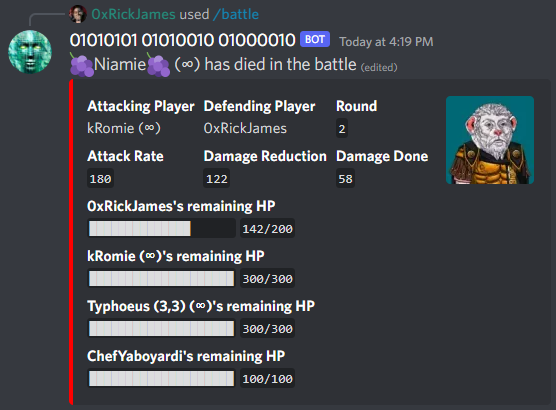 0xRickJames used /battle
01010101 01010010 01000010 BOT Today at 4:19 PM
🍇Niamie🍇 (∞) has died in the battle (edited)
Attacking Player Defending Player Round
kRomie (∞) 0xRickJames 2
Attack Rate Damage Reduction Damage Done
180 122 58
0xRickJames's remaining HP
142/200
kRomie (∞)'s remaining HP
300/300
Typhoeus (3,3) (∞)'s remaining HP
300/300
ChefYaboyardi's remaining HP
100/100